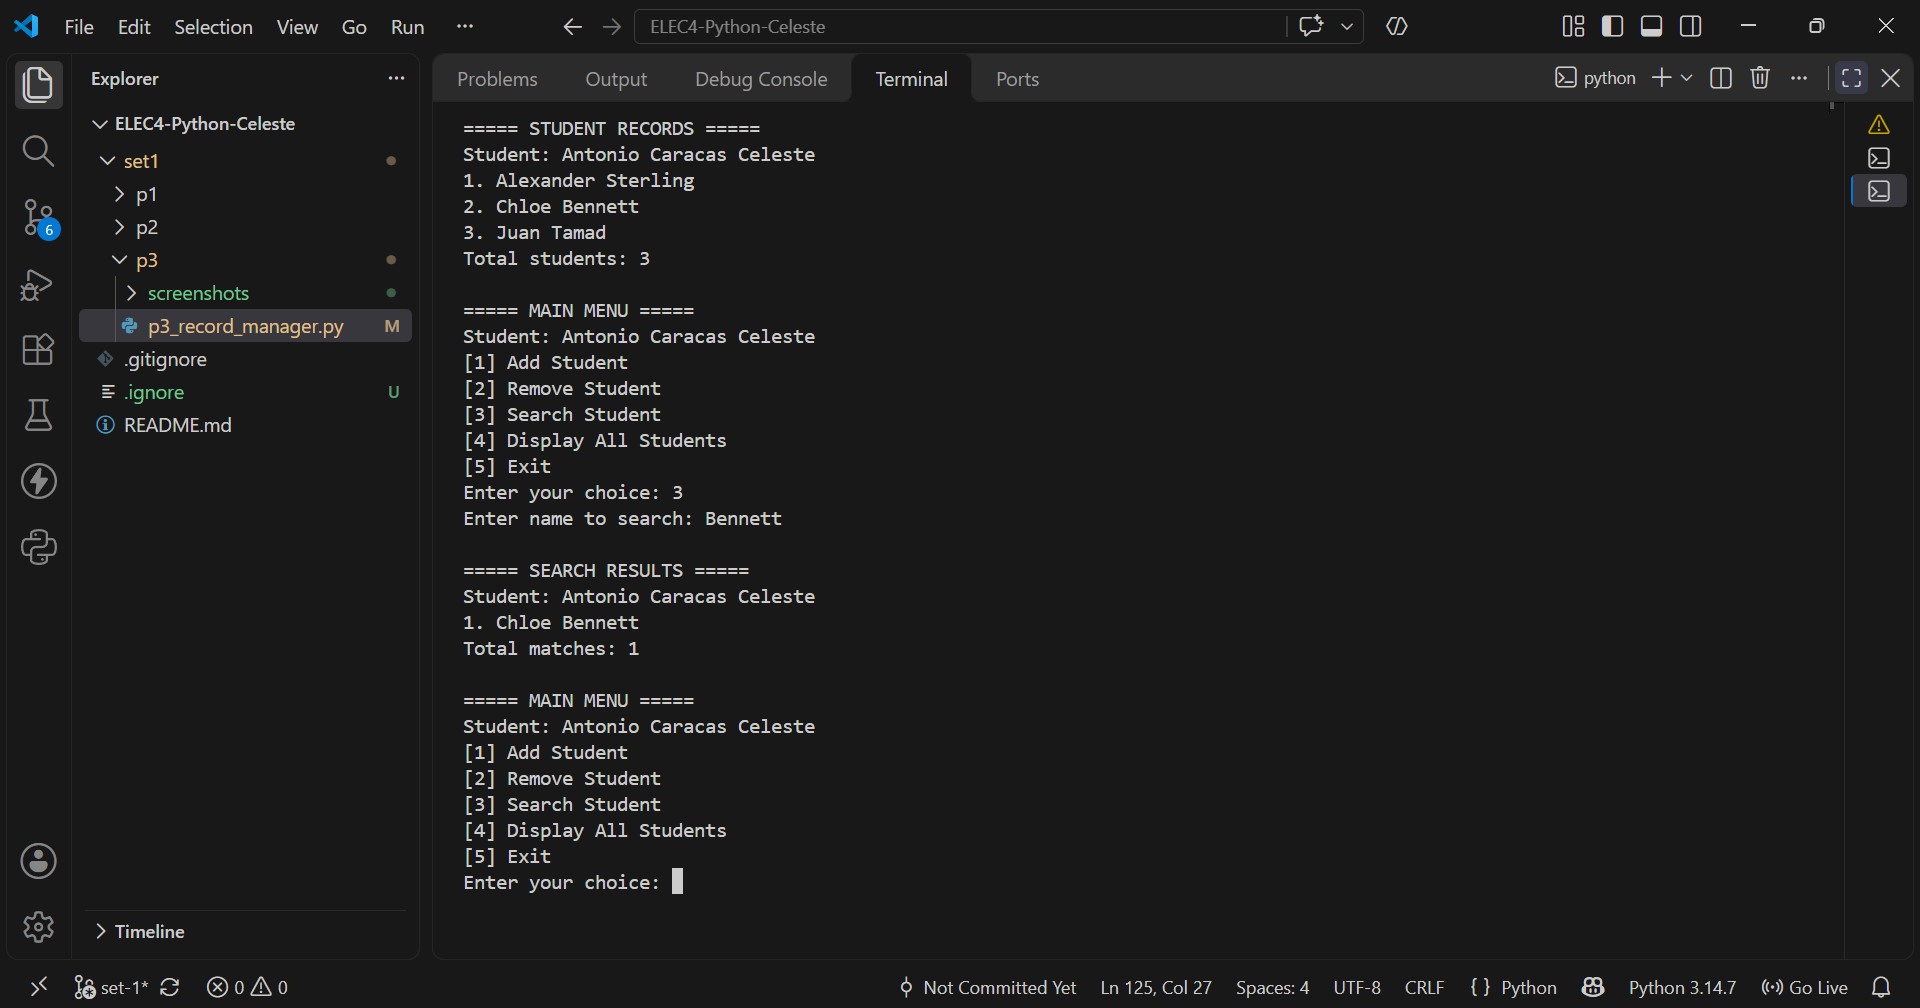 File Edit Selection View Go Run ···
ELEC4-Python-Celeste
Explorer ···
ELEC4-Python-Celeste
set1
p1
p2
p3
screenshots
p3_record_manager.py M
.gitignore
.ignore U
README.md
6
Timeline
Problems Output Debug Console Terminal Ports
python
===== STUDENT RECORDS =====
Student: Antonio Caracas Celeste
1. Alexander Sterling
2. Chloe Bennett
3. Juan Tamad
Total students: 3
===== MAIN MENU =====
Student: Antonio Caracas Celeste
[1] Add Student
[2] Remove Student
[3] Search Student
[4] Display All Students
[5] Exit
Enter your choice: 3
Enter name to search: Bennett
===== SEARCH RESULTS =====
Student: Antonio Caracas Celeste
1. Chloe Bennett
Total matches: 1
===== MAIN MENU =====
Student: Antonio Caracas Celeste
[1] Add Student
[2] Remove Student
[3] Search Student
[4] Display All Students
[5] Exit
Enter your choice:
set-1* 0 0 Not Committed Yet Ln 125, Col 27 Spaces: 4 UTF-8 CRLF { } Python Python 3.14.7 Go Live